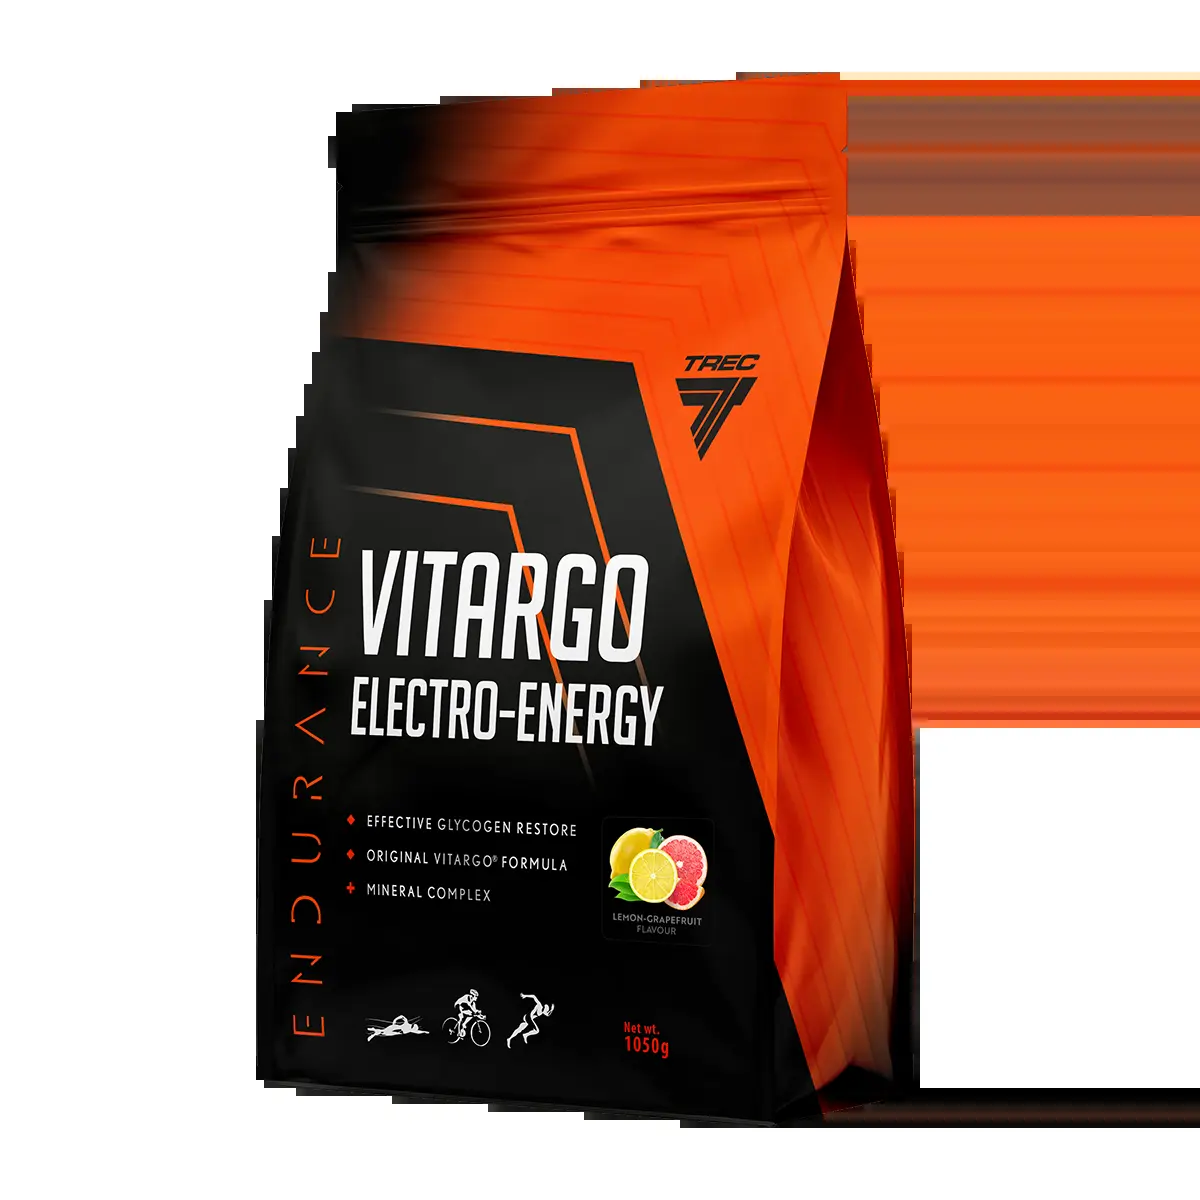 TREC
ENDURANCE
VITARGO
ELECTRO-ENERGY
EFFECTIVE GLYCOGEN RESTORE
ORIGINAL VITARGO® FORMULA
MINERAL COMPLEX
LEMON-GRAPEFRUIT
FLAVOUR
Net wt.
1050g